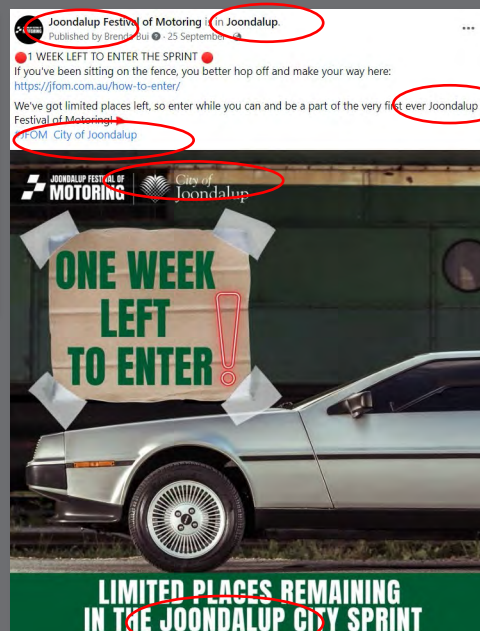 Joondalup Festival of Motoring is in Joondalup.
Published by Brenda Bui · 25 September ·
1 WEEK LEFT TO ENTER THE SPRINT
If you've been sitting on the fence, you better hop off and make your way here:
https://jfom.com.au/how-to-enter/
We've got limited places left, so enter while you can and be a part of the very first ever Joondalup
Festival of Motoring!
#JFOM City of Joondalup
JOONDALUP FESTIVAL OF
MOTORING
City of
Joondalup
ONE WEEK
LEFT
TO ENTER!
LIMITED PLACES REMAINING
IN THE JOONDALUP CITY SPRINT